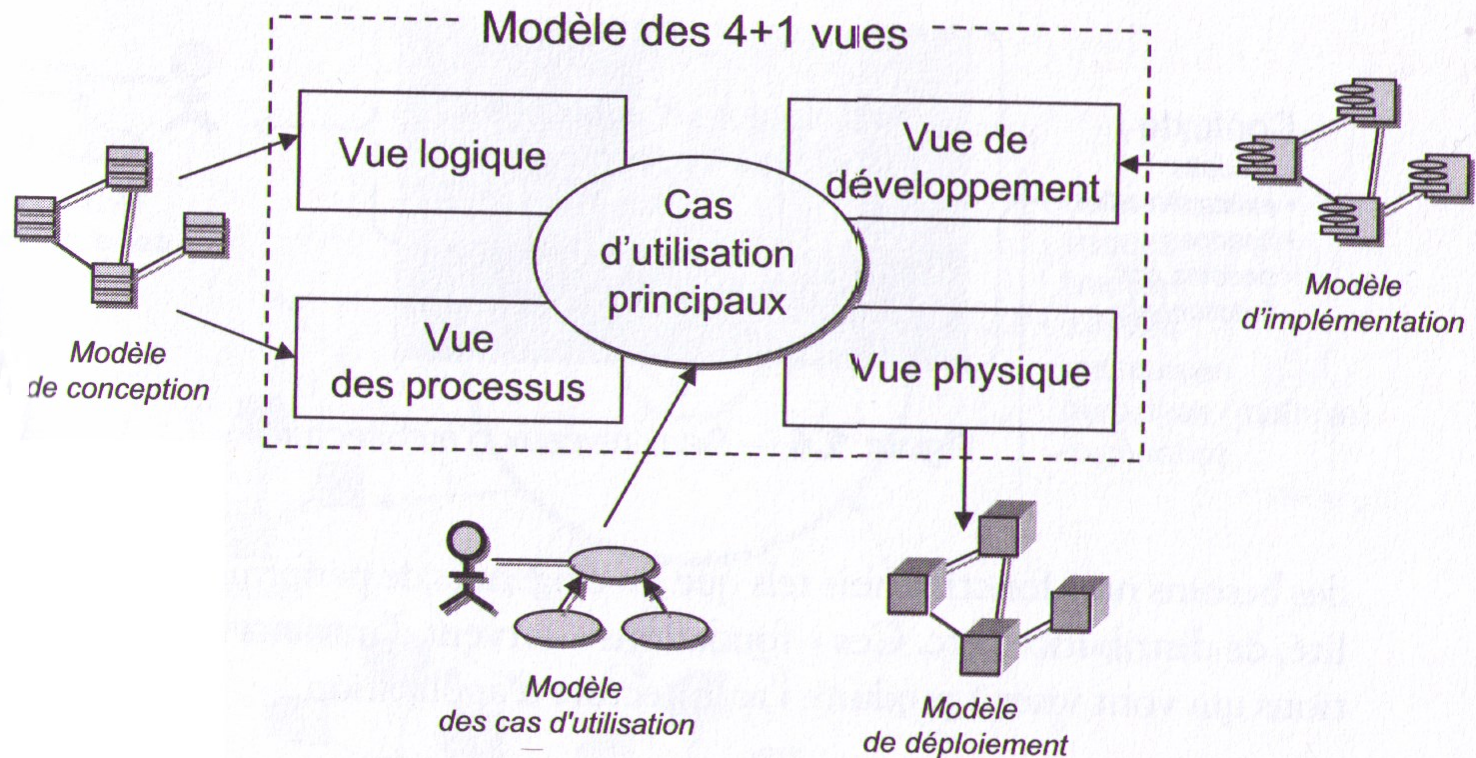 Modèle des 4+1 vues
Vue logique
Vue de
développement
Cas
d'utilisation
principaux
Vue
des processus
Vue physique
Modèle
de conception
Modèle
d'implémentation
Modèle
des cas d'utilisation
Modèle
de déploiement